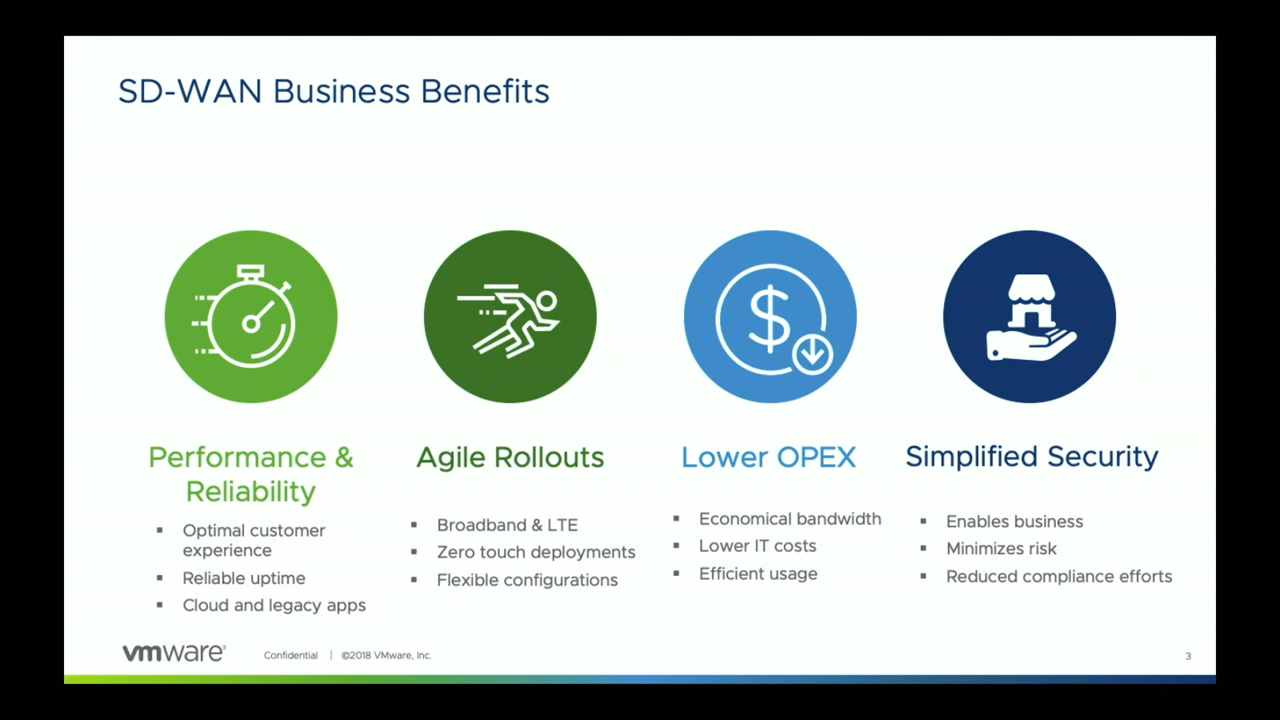 SD-WAN Business Benefits
Performance &
Reliability
▪ Optimal customer
experience
▪ Reliable uptime
▪ Cloud and legacy apps
Agile Rollouts
▪ Broadband & LTE
▪ Zero touch deployments
▪ Flexible configurations
Lower OPEX
▪ Economical bandwidth
▪ Lower IT costs
▪ Efficient usage
Simplified Security
▪ Enables business
▪ Minimizes risk
▪ Reduced compliance efforts
vmware®
Confidential | ©2018 VMware, Inc.
3